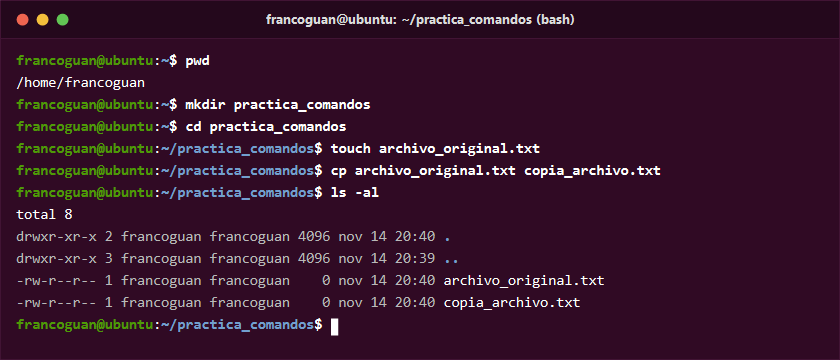 francoguan@ubuntu: ~/practica_comandos (bash)
francoguan@ubuntu:~$ pwd
/home/francoguan
francoguan@ubuntu:~$ mkdir practica_comandos
francoguan@ubuntu:~$ cd practica_comandos
francoguan@ubuntu:~/practica_comandos$ touch archivo_original.txt
francoguan@ubuntu:~/practica_comandos$ cp archivo_original.txt copia_archivo.txt
francoguan@ubuntu:~/practica_comandos$ ls -al
total 8
drwxr-xr-x 2 francoguan francoguan 4096 nov 14 20:40 .
drwxr-xr-x 3 francoguan francoguan 4096 nov 14 20:39 ..
-rw-r--r-- 1 francoguan francoguan    0 nov 14 20:40 archivo_original.txt
-rw-r--r-- 1 francoguan francoguan    0 nov 14 20:40 copia_archivo.txt
francoguan@ubuntu:~/practica_comandos$